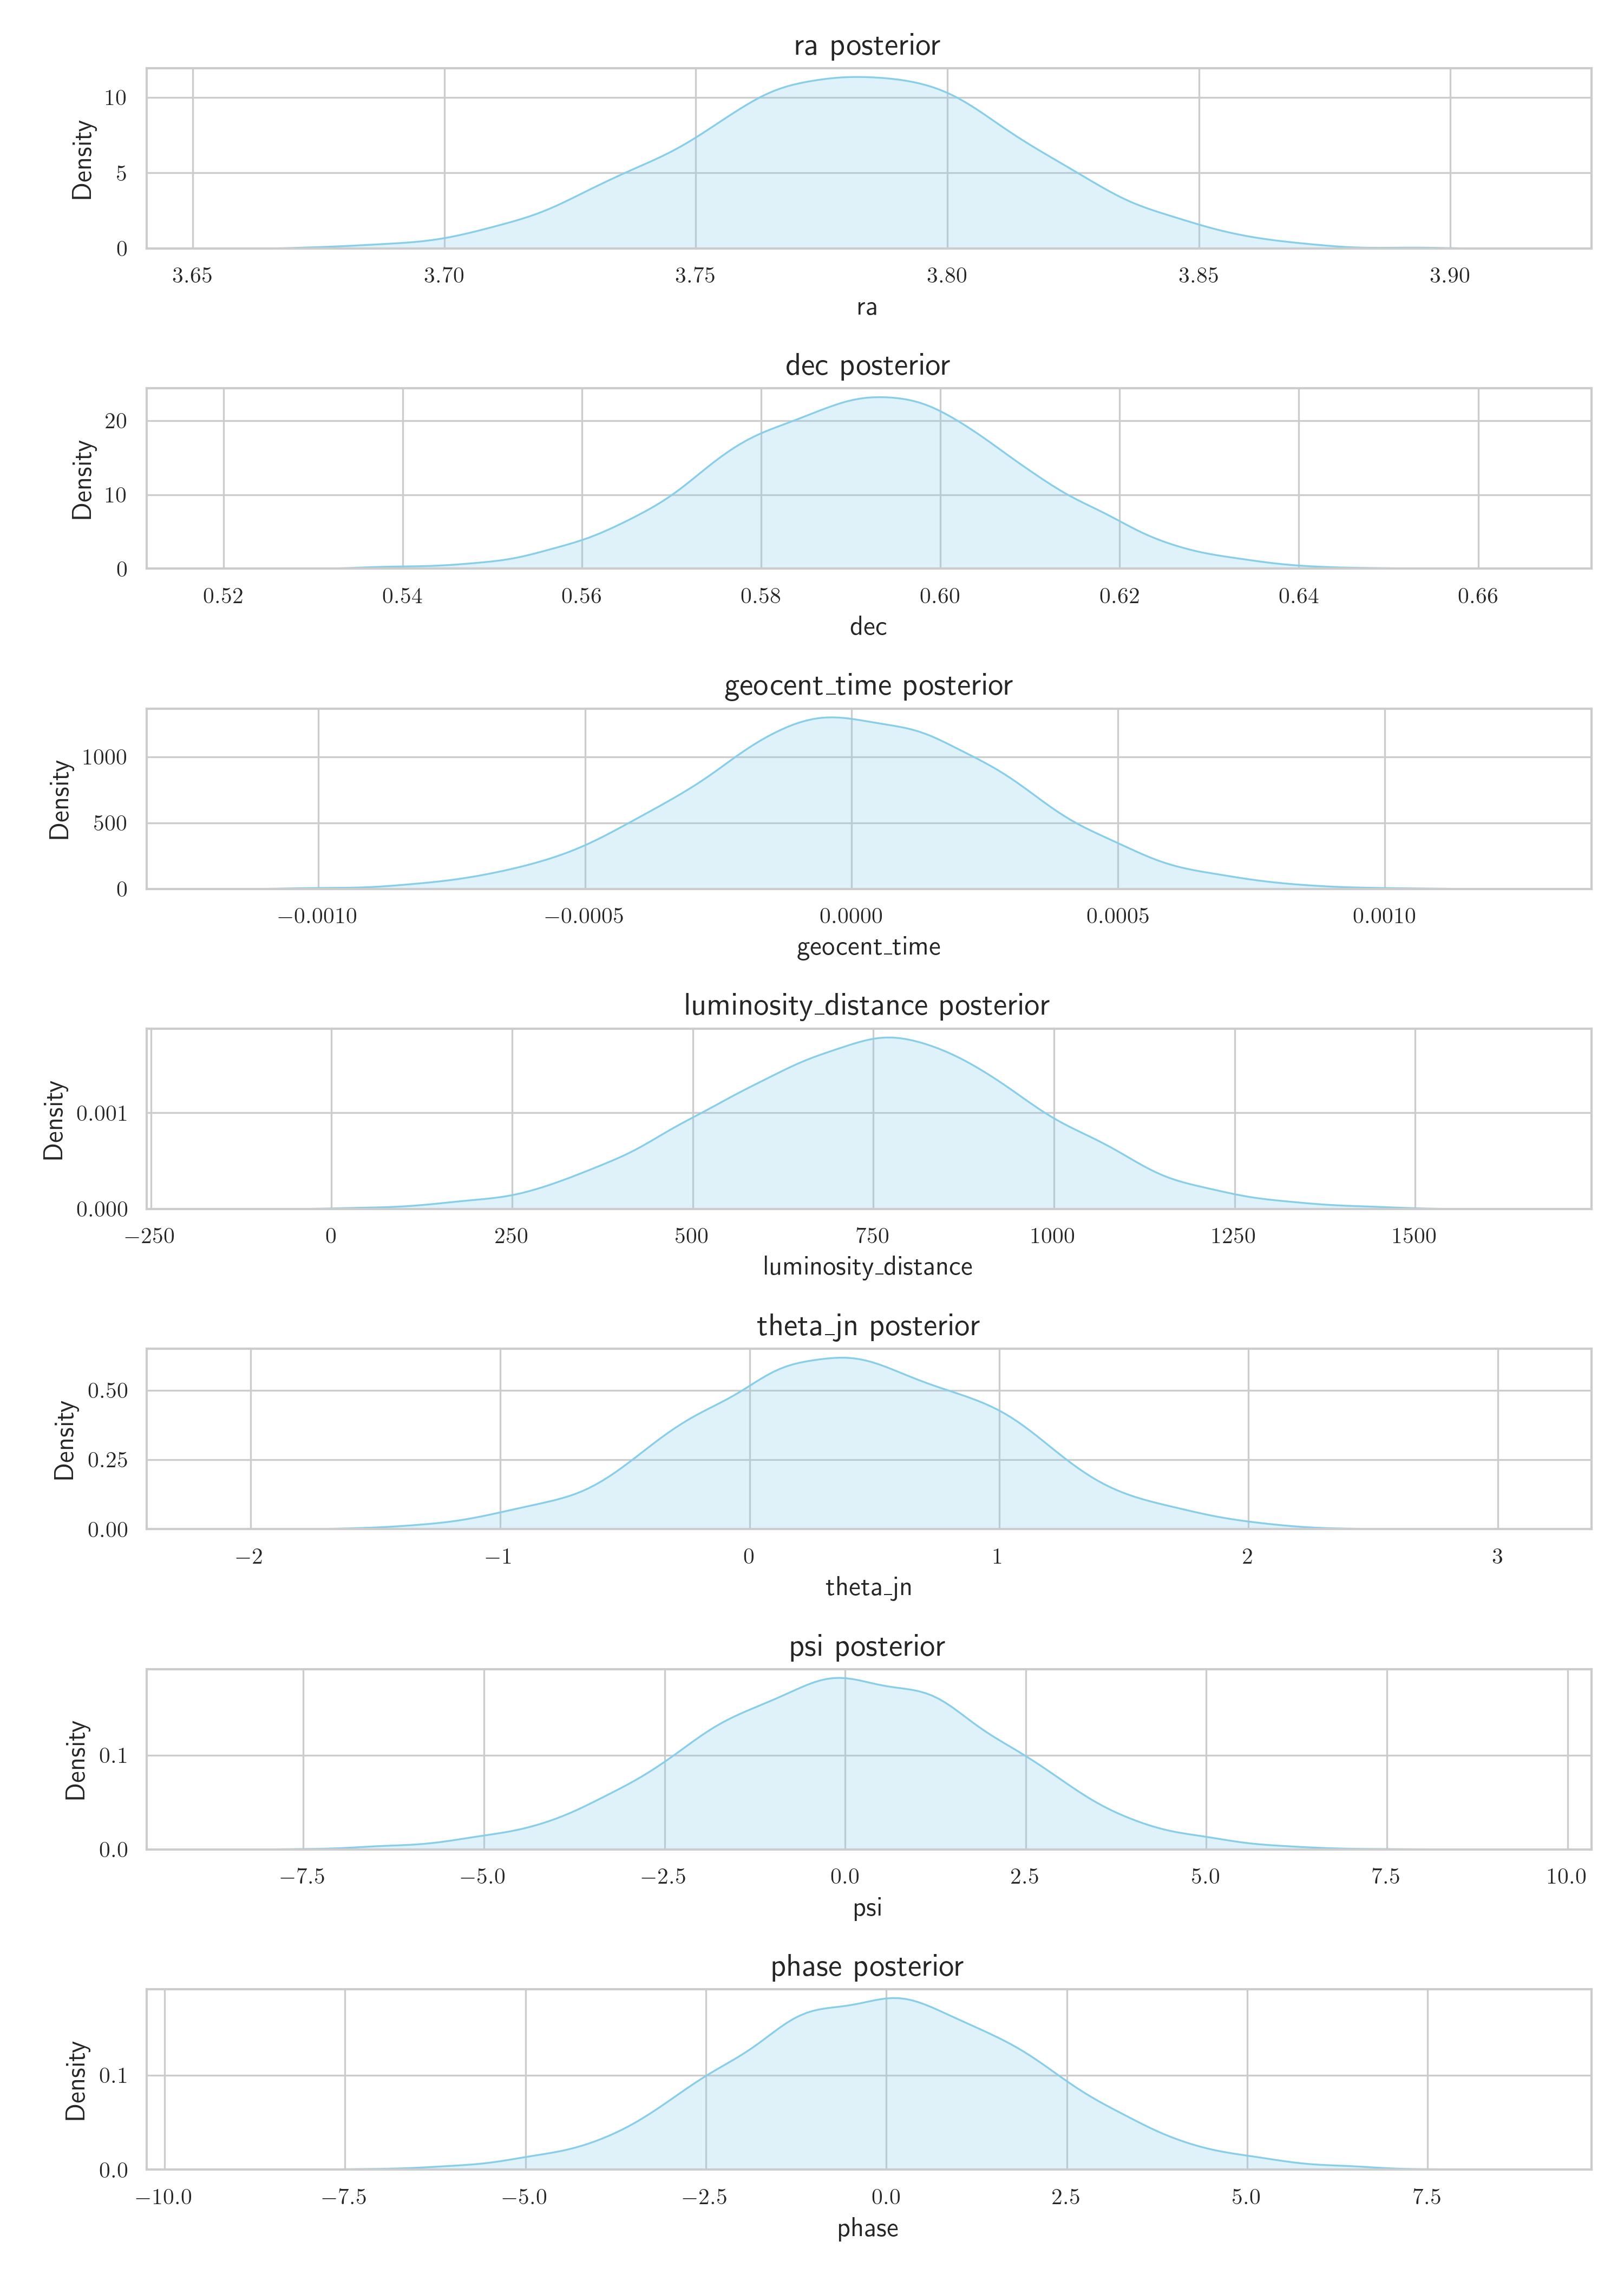 ra posterior
10
5
0
Density
3.65 3.70 3.75 3.80 3.85 3.90
ra
dec posterior
20
10
0
Density
0.52 0.54 0.56 0.58 0.60 0.62 0.64 0.66
dec
geocent_time posterior
1000
500
0
Density
−0.0010 −0.0005 0.0000 0.0005 0.0010
geocent_time
luminosity_distance posterior
0.001
0.000
Density
−250 0 250 500 750 1000 1250 1500
luminosity_distance
theta_jn posterior
0.50
0.25
0.00
Density
−2 −1 0 1 2 3
theta_jn
psi posterior
0.1
0.0
Density
−7.5 −5.0 −2.5 0.0 2.5 5.0 7.5 10.0
psi
phase posterior
0.1
0.0
Density
−10.0 −7.5 −5.0 −2.5 0.0 2.5 5.0 7.5
phase